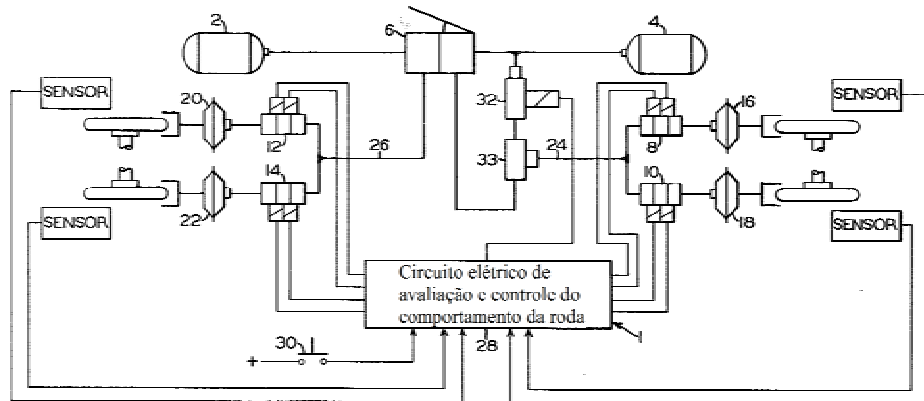 2
6
4
SENSOR
SENSOR
20
12
26
32
33
24
8
16
14
22
10
18
SENSOR
SENSOR
Circuito elétrico de
avaliação e controle do
comportamento da roda
30
+
28
1